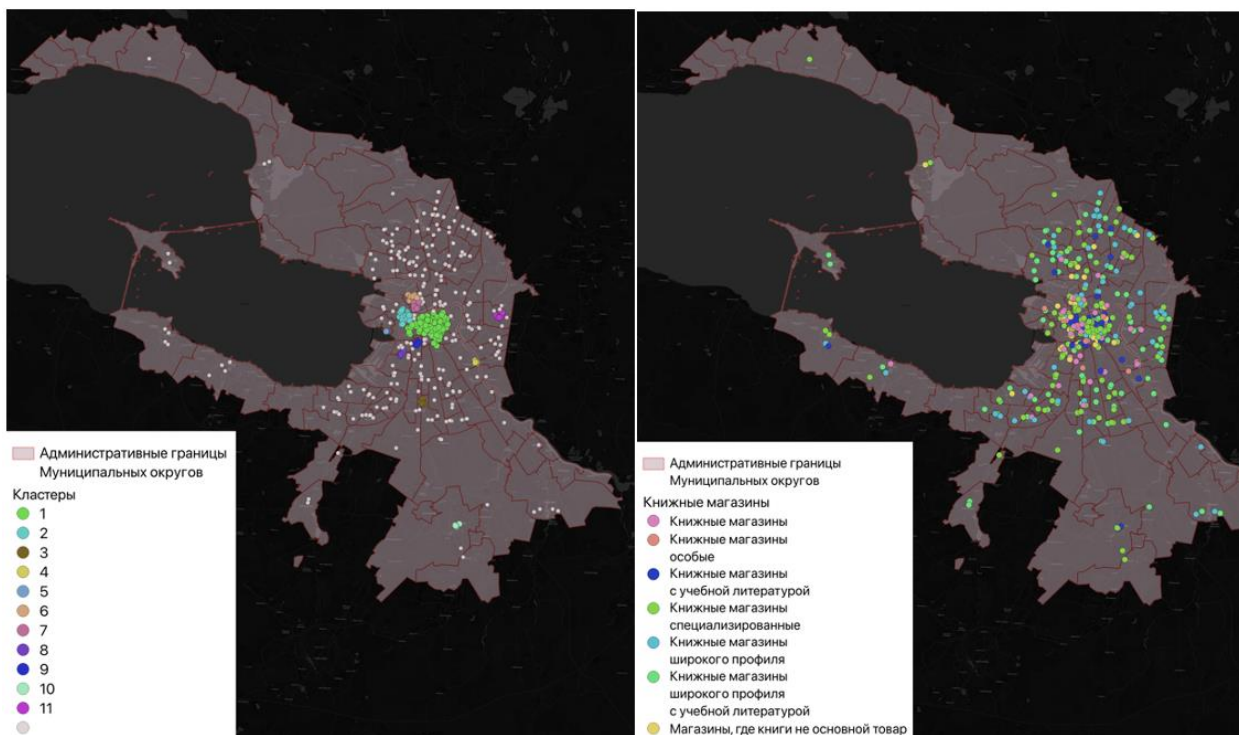 Административные границы
Муниципальных округов
Кластеры
1
2
3
4
5
6
7
8
9
10
11
Административные границы
Муниципальных округов
Книжные магазины
Книжные магазины
Книжные магазины
особые
Книжные магазины
с учебной литературой
Книжные магазины
специализированные
Книжные магазины
широкого профиля
Книжные магазины
широкого профиля
с учебной литературой
Магазины, где книги не основной товар